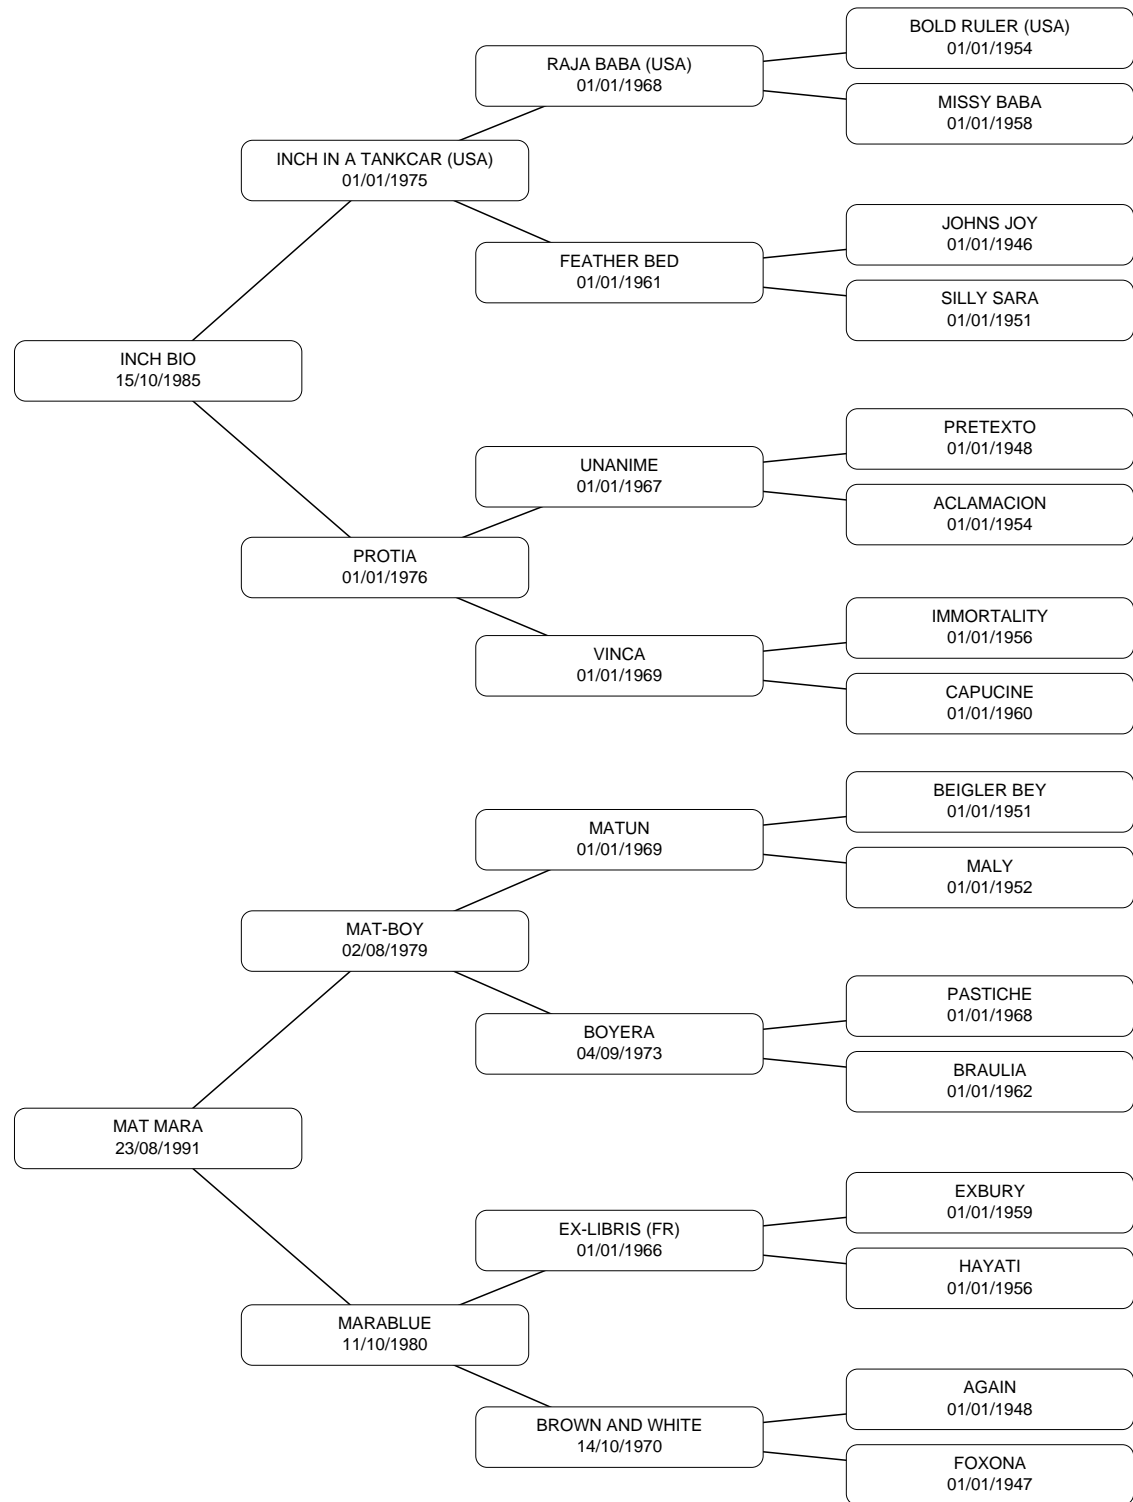 BOLD RULER (USA)
01/01/1954
RAJA BABA (USA)
01/01/1968
MISSY BABA
01/01/1958
INCH IN A TANKCAR (USA)
01/01/1975
JOHNS JOY
01/01/1946
FEATHER BED
01/01/1961
SILLY SARA
01/01/1951
INCH BIO
15/10/1985
PRETEXTO
01/01/1948
UNANIME
01/01/1967
ACLAMACION
01/01/1954
PROTIA
01/01/1976
IMMORTALITY
01/01/1956
VINCA
01/01/1969
CAPUCINE
01/01/1960
BEIGLER BEY
01/01/1951
MATUN
01/01/1969
MALY
01/01/1952
MAT-BOY
02/08/1979
PASTICHE
01/01/1968
BOYERA
04/09/1973
BRAULIA
01/01/1962
MAT MARA
23/08/1991
EXBURY
01/01/1959
EX-LIBRIS (FR)
01/01/1966
HAYATI
01/01/1956
MARABLUE
11/10/1980
AGAIN
01/01/1948
BROWN AND WHITE
14/10/1970
FOXONA
01/01/1947